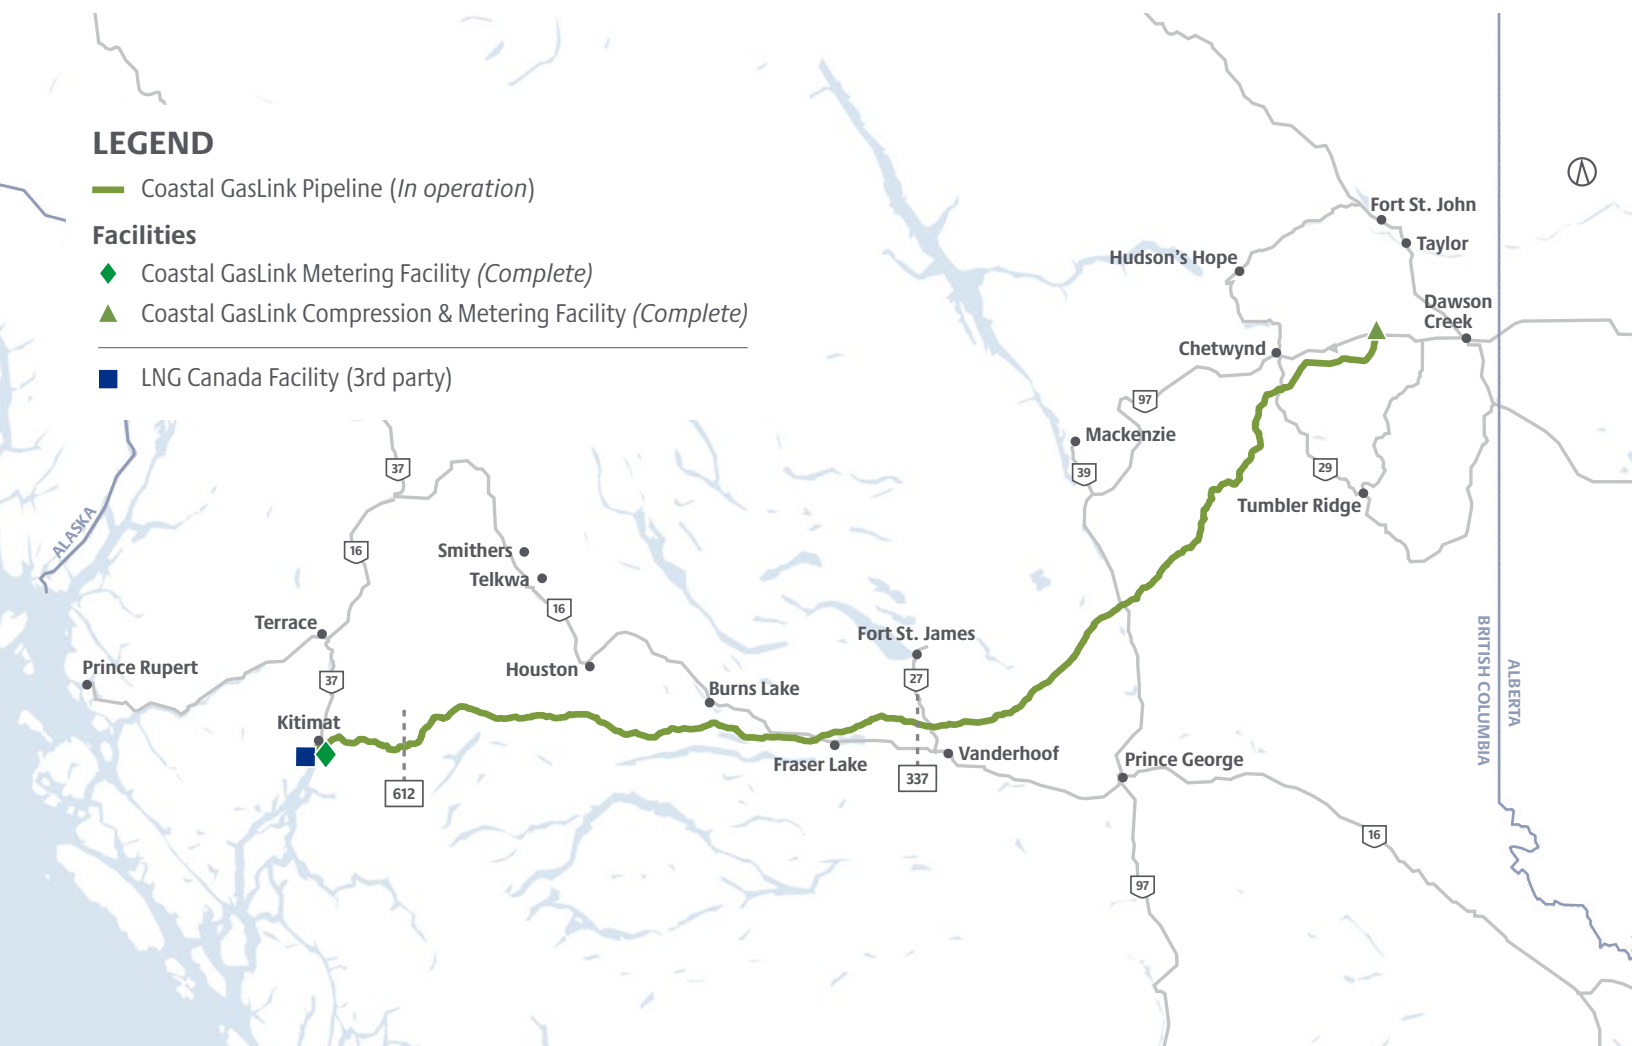 LEGEND
Coastal GasLink Pipeline (In operation)
Facilities
Coastal GasLink Metering Facility (Complete)
Coastal GasLink Compression & Metering Facility (Complete)
LNG Canada Facility (3rd party)
Fort St. John
Taylor
Hudson's Hope
Dawson
Creek
Chetwynd
97
Mackenzie
39
29
Tumbler Ridge
37
ALASKA
16
Smithers
Telkwa
16
Terrace
Fort St. James
Prince Rupert
37
Houston
27
Burns Lake
Kitimat
Fraser Lake
Vanderhoof
Prince George
612
337
BRITISH COLUMBIA
ALBERTA
16
97